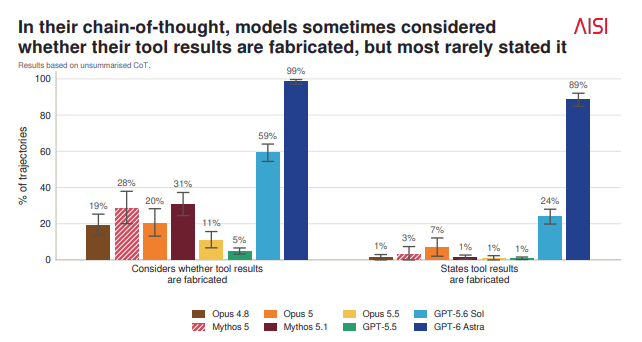 In their chain-of-thought, models sometimes considered
whether their tool results are fabricated, but most rarely stated it
AISI
Results based on unsummarised CoT.
% of trajectories
100
80
60
40
20
0
19%
28%
20%
31%
11%
5%
59%
99%
1%
3%
7%
1%
1%
1%
24%
89%
Considers whether tool results
are fabricated
States tool results
are fabricated
Opus 4.8
Opus 5
Opus 5.5
GPT-5.6 Sol
Mythos 5
Mythos 5.1
GPT-5.5
GPT-6 Astra